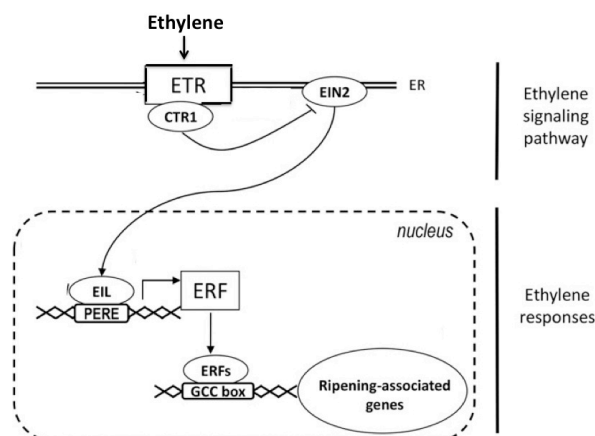 Ethylene
ETR
CTR1
EIN2
ER
Ethylene
signaling
pathway
nucleus
EIL
PERE
ERF
ERFs
GCC box
Ripening-associated
genes
Ethylene
responses